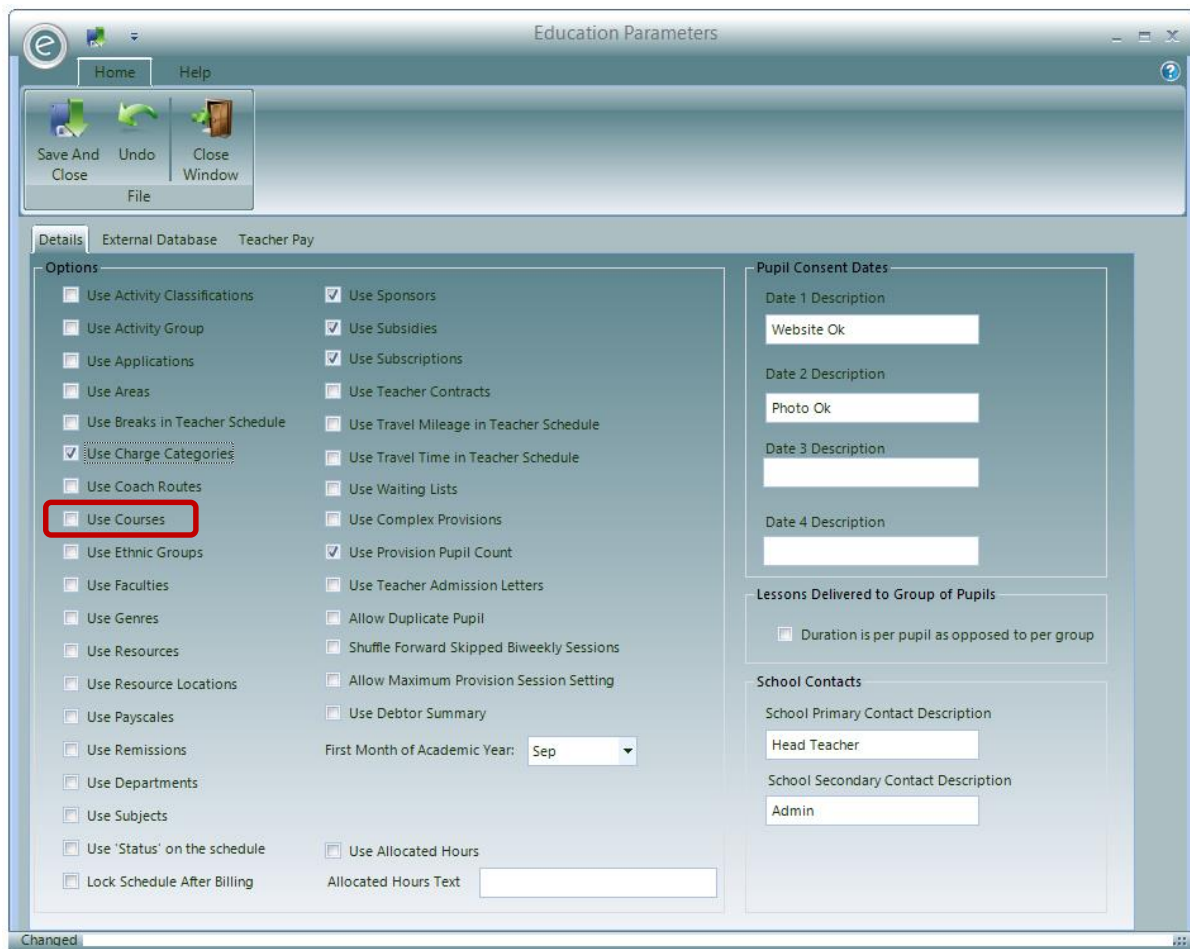 Education Parameters
Home Help
Save And Close
Undo
Close Window
File
Details External Database Teacher Pay
Options
Use Activity Classifications
Use Activity Group
Use Applications
Use Areas
Use Breaks in Teacher Schedule
Use Charge Categories
Use Coach Routes
Use Courses
Use Ethnic Groups
Use Faculties
Use Genres
Use Resources
Use Resource Locations
Use Payscales
Use Remissions
Use Departments
Use Subjects
Use 'Status' on the schedule
Lock Schedule After Billing
Use Sponsors
Use Subsidies
Use Subscriptions
Use Teacher Contracts
Use Travel Mileage in Teacher Schedule
Use Travel Time in Teacher Schedule
Use Waiting Lists
Use Complex Provisions
Use Provision Pupil Count
Use Teacher Admission Letters
Allow Duplicate Pupil
Shuffle Forward Skipped Biweekly Sessions
Allow Maximum Provision Session Setting
Use Debtor Summary
First Month of Academic Year: Sep
Use Allocated Hours
Allocated Hours Text
Pupil Consent Dates
Date 1 Description
Website Ok
Date 2 Description
Photo Ok
Date 3 Description
Date 4 Description
Lessons Delivered to Group of Pupils
Duration is per pupil as opposed to per group
School Contacts
School Primary Contact Description
Head Teacher
School Secondary Contact Description
Admin
Changed